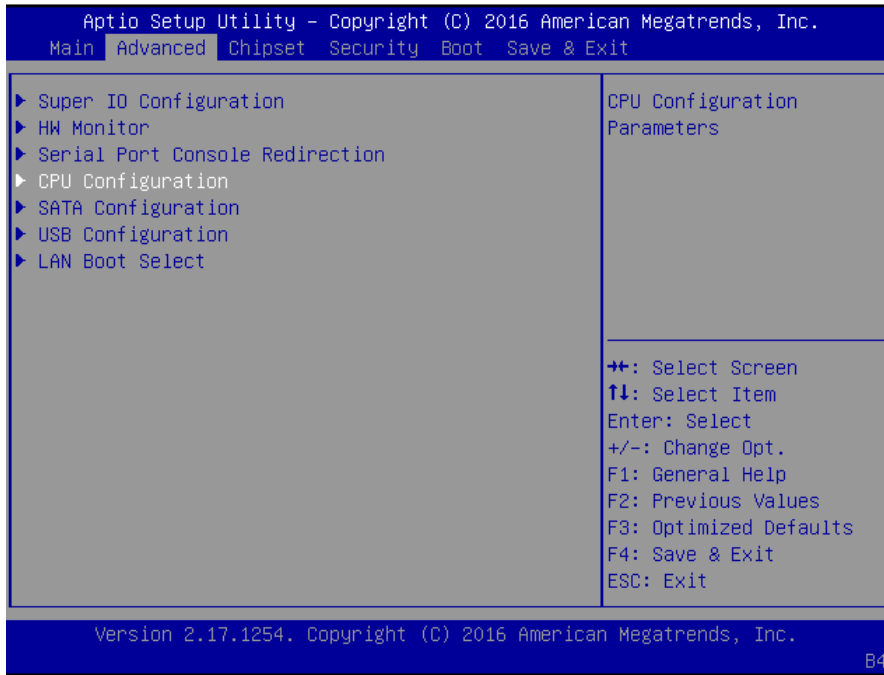 Aptio Setup Utility – Copyright (C) 2016 American Megatrends, Inc.
Main Advanced Chipset Security Boot Save & Exit
▶ Super IO Configuration
▶ HW Monitor
▶ Serial Port Console Redirection
▶ CPU Configuration
▶ SATA Configuration
▶ USB Configuration
▶ LAN Boot Select
CPU Configuration
Parameters
→←: Select Screen
↑↓: Select Item
Enter: Select
+/-: Change Opt.
F1: General Help
F2: Previous Values
F3: Optimized Defaults
F4: Save & Exit
ESC: Exit
Version 2.17.1254. Copyright (C) 2016 American Megatrends, Inc.
B4